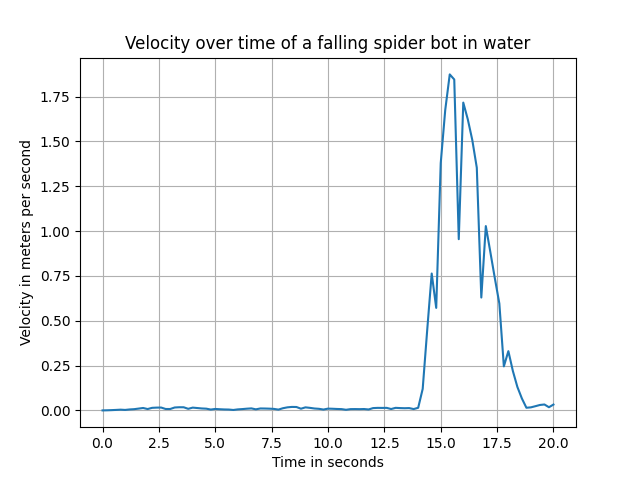 Velocity over time of a falling spider bot in water
Velocity in meters per second
1.75
1.50
1.25
1.00
0.75
0.50
0.25
0.00
0.0 2.5 5.0 7.5 10.0 12.5 15.0 17.5 20.0
Time in seconds